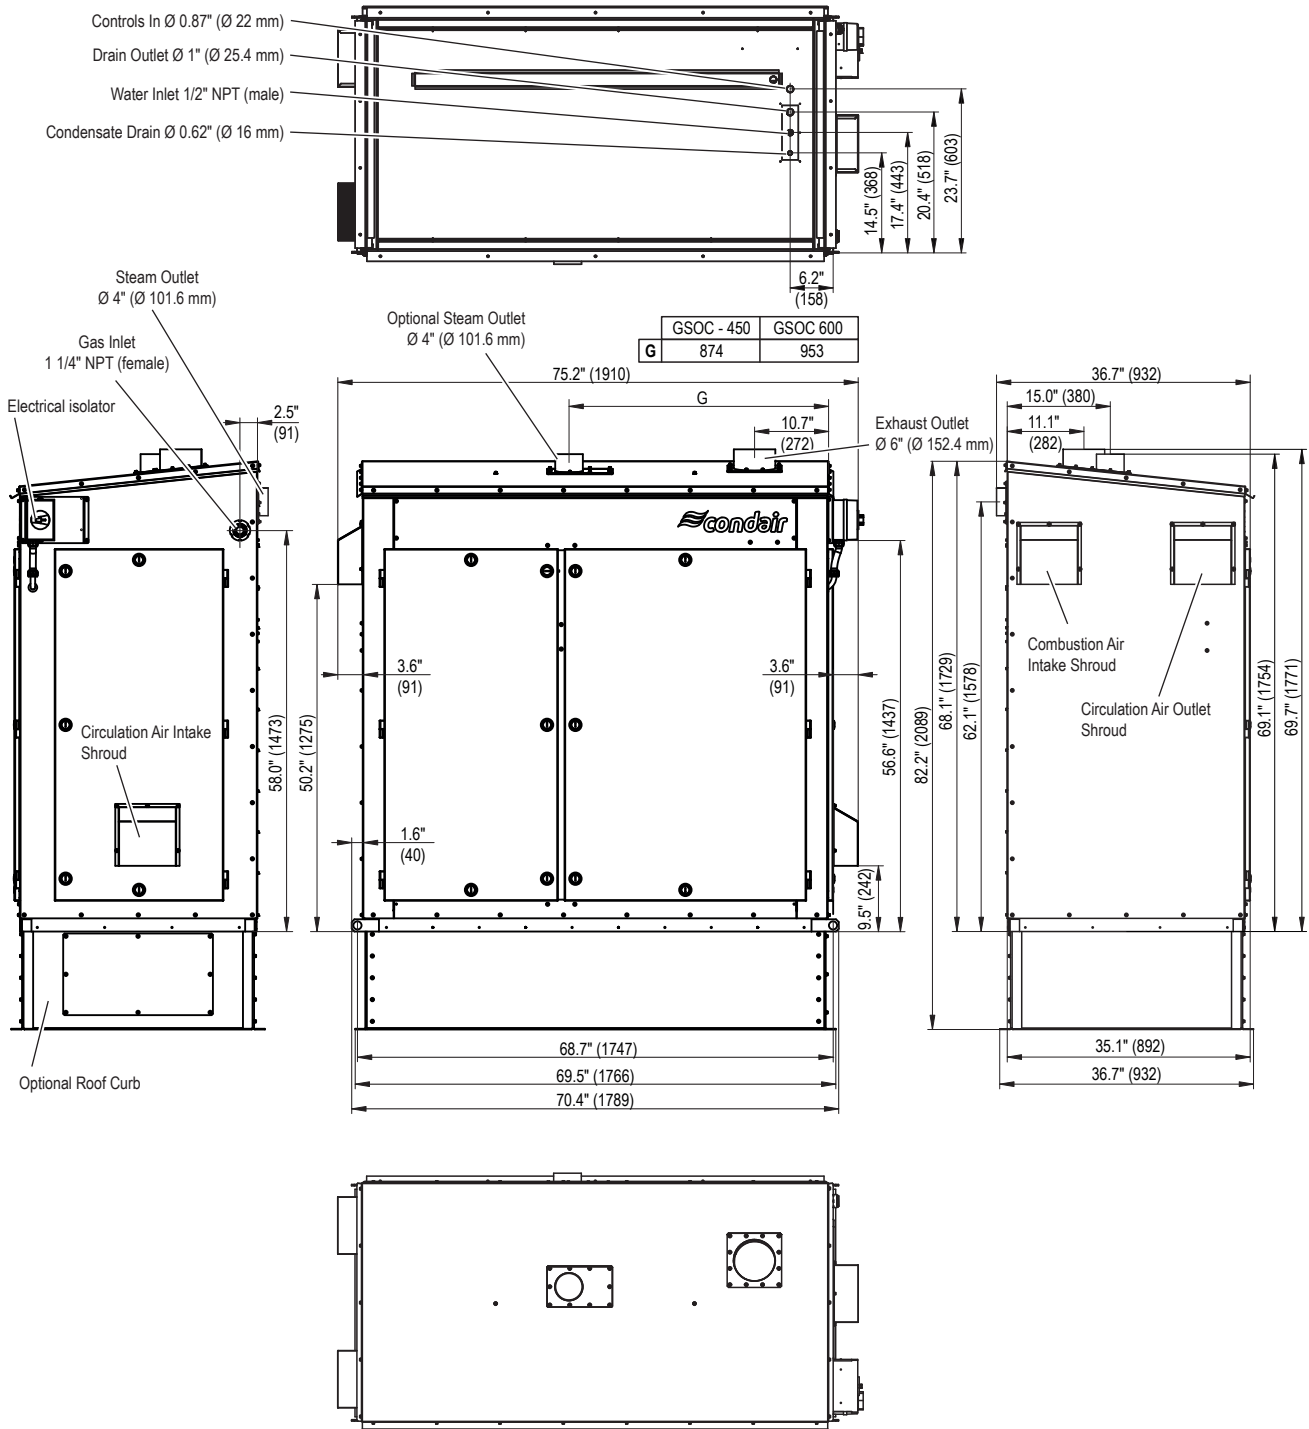 Controls In Ø 0.87" (Ø 22 mm)
Drain Outlet Ø 1" (Ø 25.4 mm)
Water Inlet 1/2" NPT (male)
Condensate Drain Ø 0.62" (Ø 16 mm)
14.5" (368)
17.4" (443)
20.4" (518)
23.7" (603)
6.2"
(158)
Steam Outlet
Ø 4" (Ø 101.6 mm)
Gas Inlet
1 1/4" NPT (female)
Electrical isolator
2.5"
(91)
Optional Steam Outlet
Ø 4" (Ø 101.6 mm)
GSOC - 450 GSOC 600
G 874 953
75.2" (1910)
G
10.7"
(272)
Exhaust Outlet
Ø 6" (Ø 152.4 mm)
36.7" (932)
15.0" (380)
11.1"
(282)
condair
Circulation Air Intake
Shroud
58.0" (1473)
50.2" (1275)
3.6"
(91)
3.6"
(91)
1.6"
(40)
9.5" (242)
56.6" (1437)
82.2" (2089)
68.1" (1729)
62.1" (1578)
Combustion Air
Intake Shroud
Circulation Air Outlet
Shroud
69.1" (1754)
69.7" (1771)
Optional Roof Curb
68.7" (1747)
69.5" (1766)
70.4" (1789)
35.1" (892)
36.7" (932)